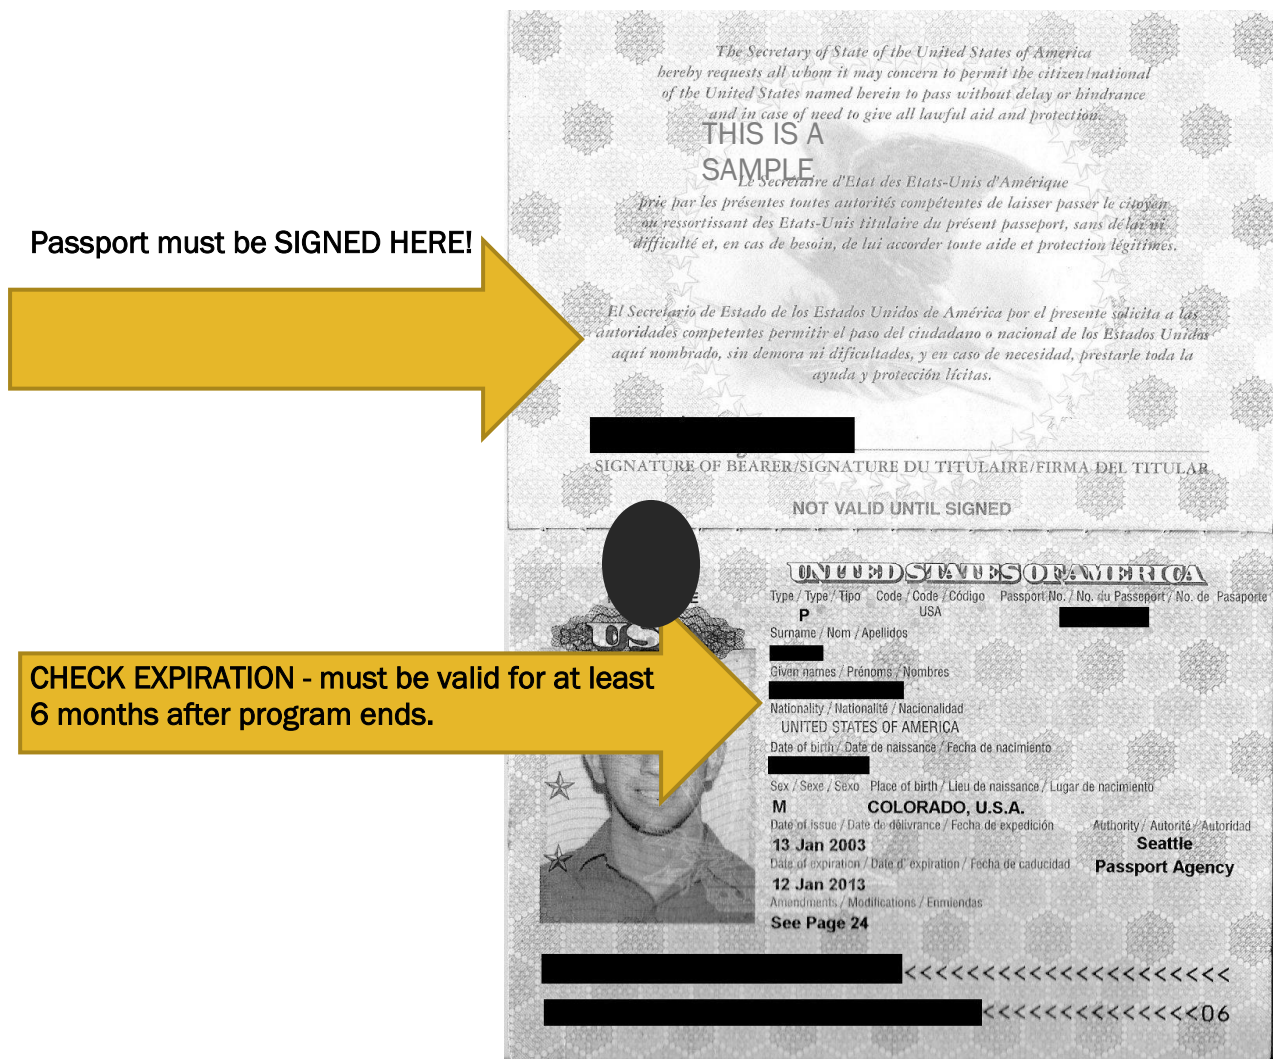 The Secretary of State of the United States of America
hereby requests all whom it may concern to permit the citizen/national
of the United States named herein to pass without delay or hindrance
and in case of need to give all lawful aid and protection.
THIS IS A
SAMPLE
Le Secrétaire d'Etat des Etats-Unis d'Amérique
prie par les présentes toutes autorités compétentes de laisser passer le citoyen
ou ressortissant des Etats-Unis titulaire du présent passeport, sans délai ni
difficulté et, en cas de besoin, de lui accorder toute aide et protection légitimes.
Passport must be SIGNED HERE!
El Secretario de Estado de los Estados Unidos de América por el presente solicita a las
autoridades competentes permitir el paso del ciudadano o nacional de los Estados Unidos
aquí nombrado, sin demora ni dificultades, y en caso de necesidad, prestarle toda la
ayuda y protección lícitas.
SIGNATURE OF BEARER/SIGNATURE DU TITULAIRE/FIRMA DEL TITULAR
NOT VALID UNTIL SIGNED
UNITED STATES OF AMERICA
Type / Type / Tipo Code / Code / Código Passport No. / No. du Passeport / No. de Pasaporte
P USA
US
Surname / Nom / Apellidos
Given names / Prénoms / Nombres
CHECK EXPIRATION - must be valid for at least
6 months after program ends.
Nationality / Nationalité / Nacionalidad
UNITED STATES OF AMERICA
Date of birth / Date de naissance / Fecha de nacimiento
Sex / Sexe / Sexo Place of birth / Lieu de naissance / Lugar de nacimiento
M COLORADO, U.S.A.
Date of issue / Date de délivrance / Fecha de expedición Authority / Autorité / Autoridad
13 Jan 2003 Seattle
Date of expiration / Date d' expiration / Fecha de caducidad Passport Agency
12 Jan 2013
Amendments / Modifications / Enmiendas
See Page 24
<<<<<<<<<<<<<<<<<<<<<
<<<<<<<<<<<<<<06